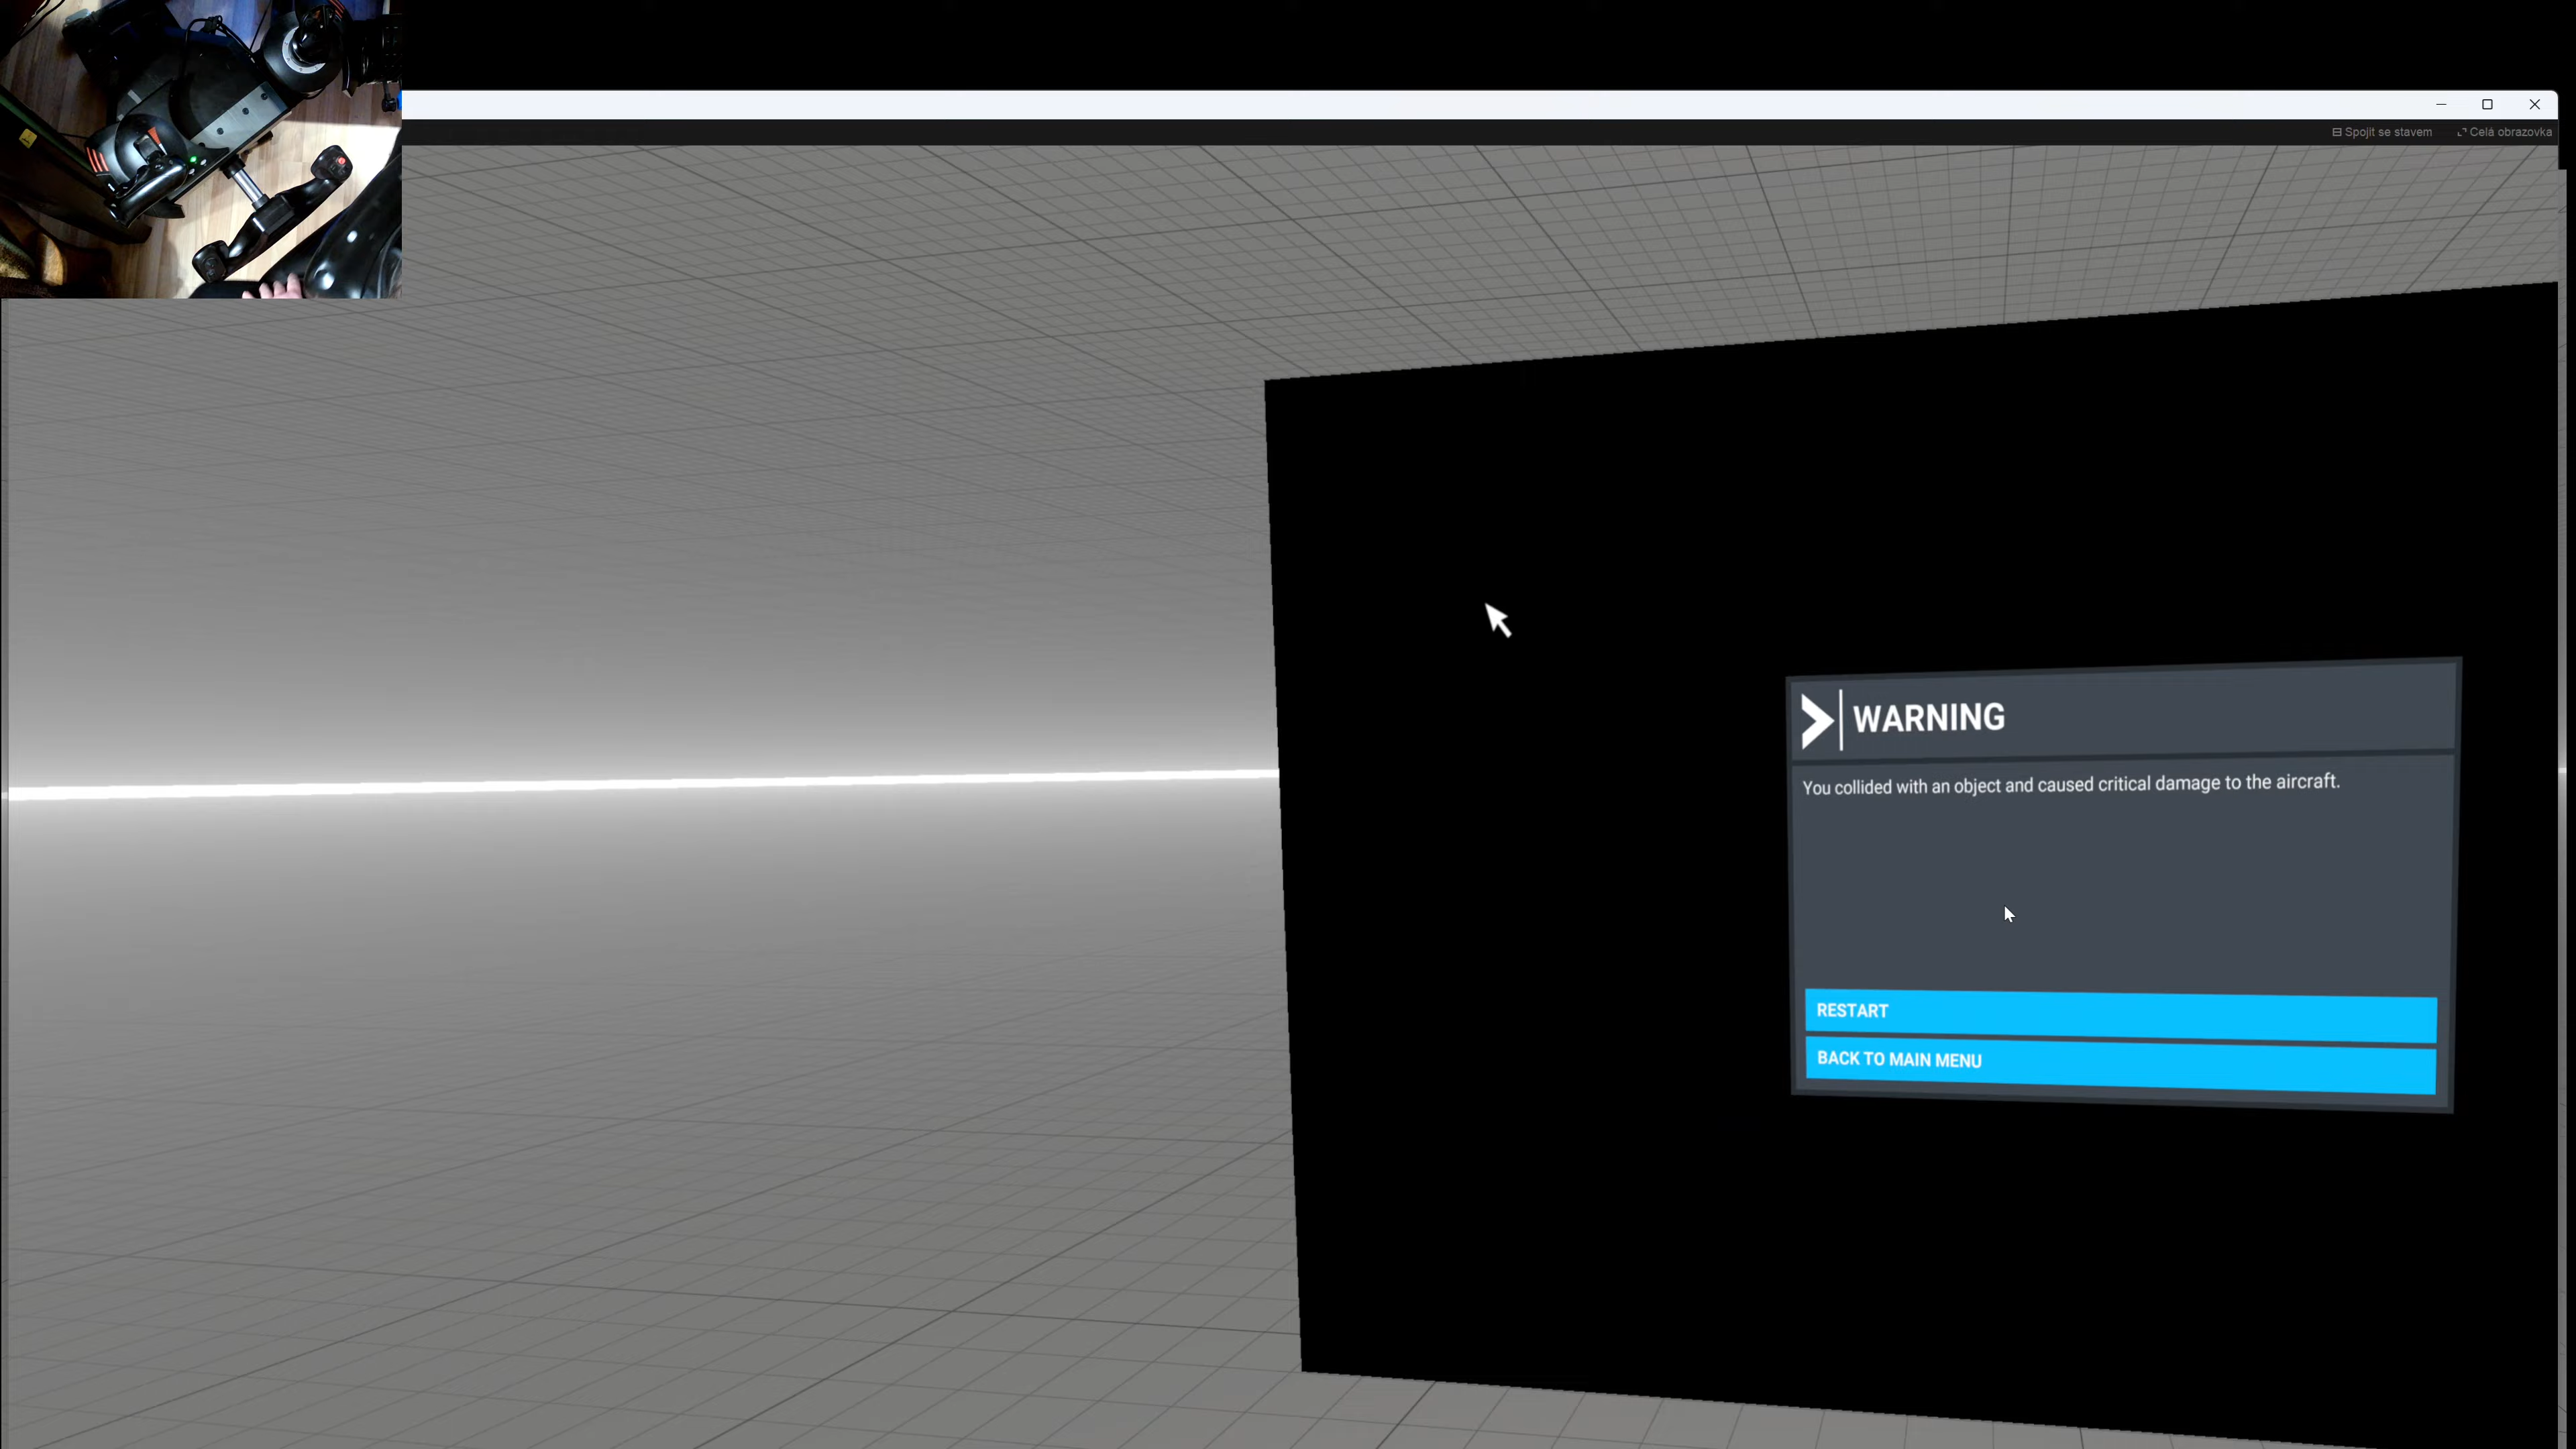 Spojit se stavem Celá obrazovka
WARNING
You collided with an object and caused critical damage to the aircraft.
RESTART
BACK TO MAIN MENU